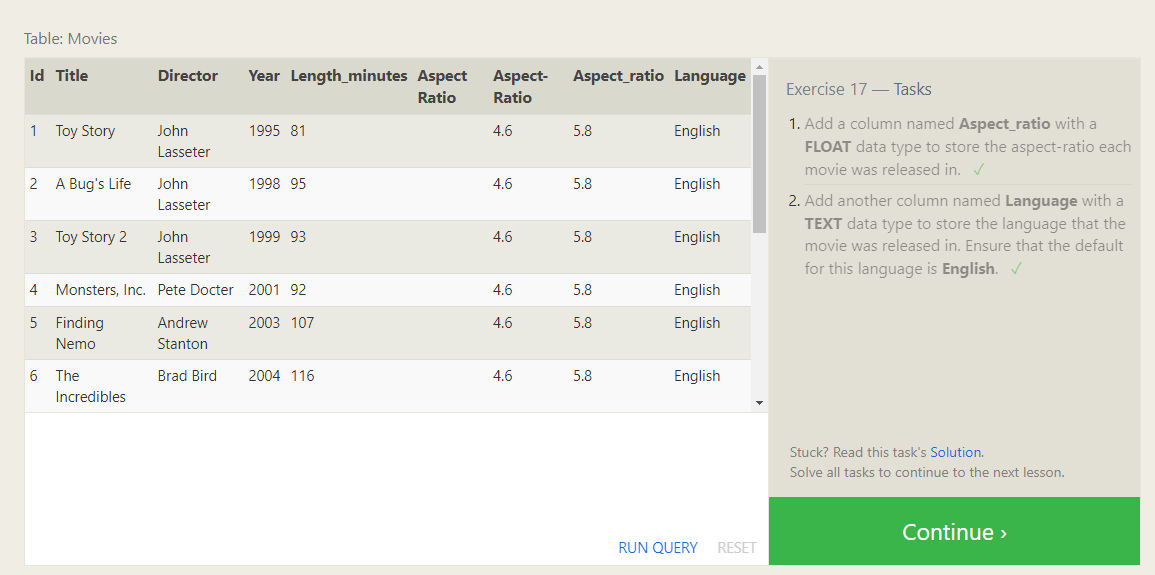 Table: Movies
Id Title Director Year Length_minutes Aspect Aspect- Aspect_ratio Language
Ratio Ratio
1 Toy Story John 1995 81 4.6 5.8 English
Lasseter
2 A Bug's Life John 1998 95 4.6 5.8 English
Lasseter
3 Toy Story 2 John 1999 93 4.6 5.8 English
Lasseter
4 Monsters, Inc. Pete Docter 2001 92 4.6 5.8 English
5 Finding Andrew 2003 107 4.6 5.8 English
Nemo Stanton
6 The Brad Bird 2004 116 4.6 5.8 English
Incredibles
RUN QUERY RESET
Exercise 17 — Tasks
1. Add a column named Aspect_ratio with a
FLOAT data type to store the aspect-ratio each
movie was released in. ✓
2. Add another column named Language with a
TEXT data type to store the language that the
movie was released in. Ensure that the default
for this language is English. ✓
Stuck? Read this task's Solution.
Solve all tasks to continue to the next lesson.
Continue ›